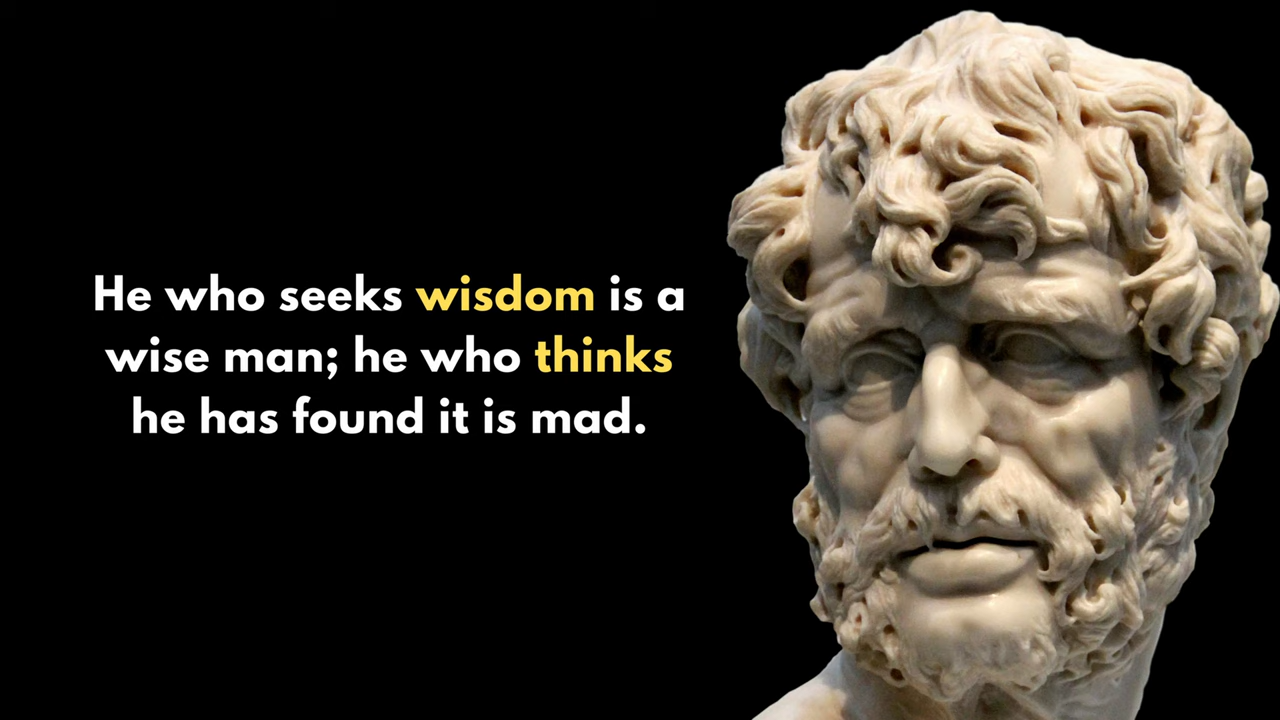 He who seeks wisdom is a
wise man; he who thinks
he has found it is mad.